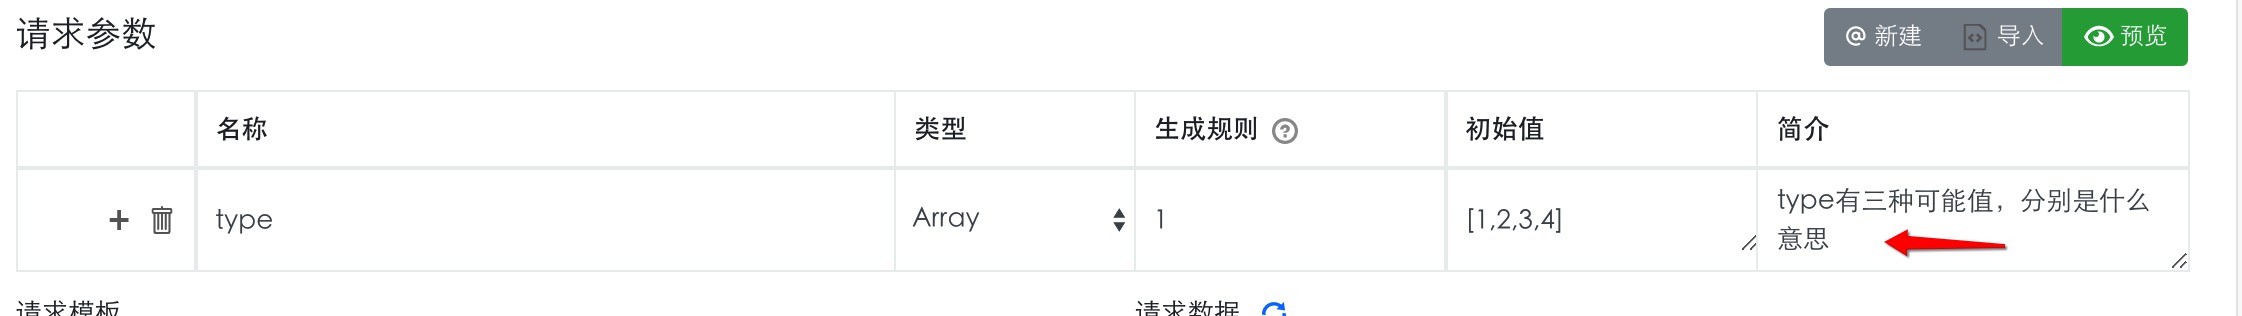 请求参数
@ 新建 导入 预览
名称 类型 生成规则 ? 初始值 简介
type Array 1 [1,2,3,4] type有三种可能值，分别是什么
意思
请求模板 请求数据